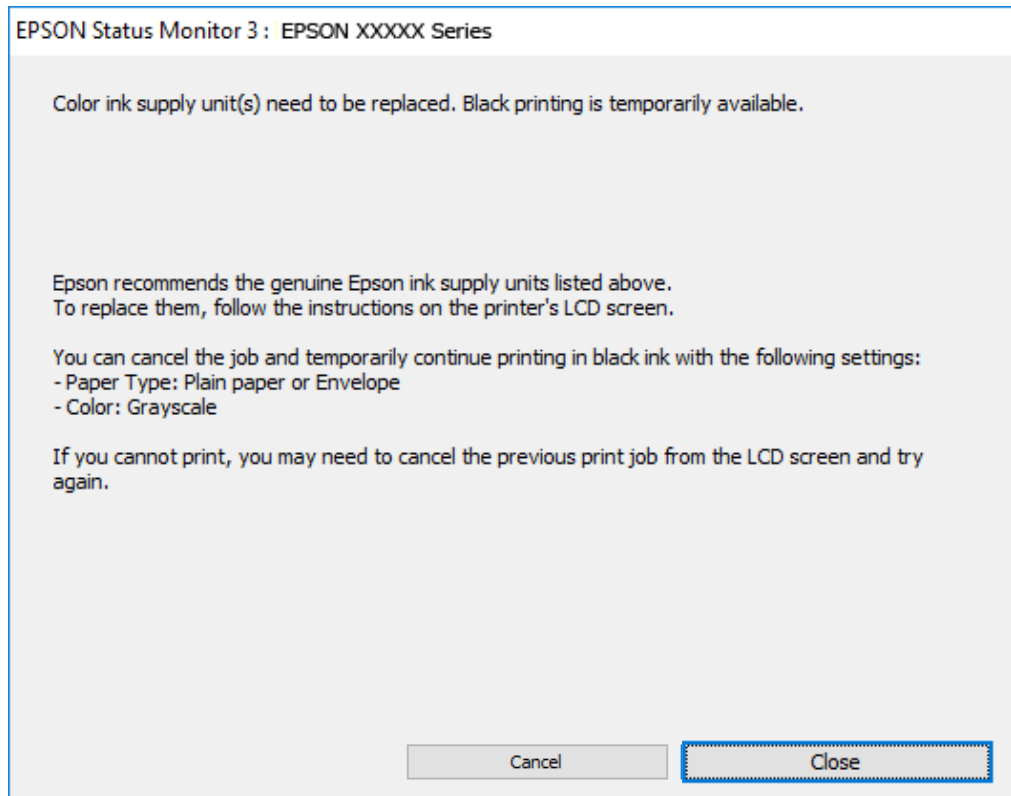 EPSON Status Monitor 3 : EPSON XXXXX Series
Color ink supply unit(s) need to be replaced. Black printing is temporarily available.
Epson recommends the genuine Epson ink supply units listed above.
To replace them, follow the instructions on the printer's LCD screen.
You can cancel the job and temporarily continue printing in black ink with the following settings:
- Paper Type: Plain paper or Envelope
- Color: Grayscale
If you cannot print, you may need to cancel the previous print job from the LCD screen and try
again.
Cancel Close